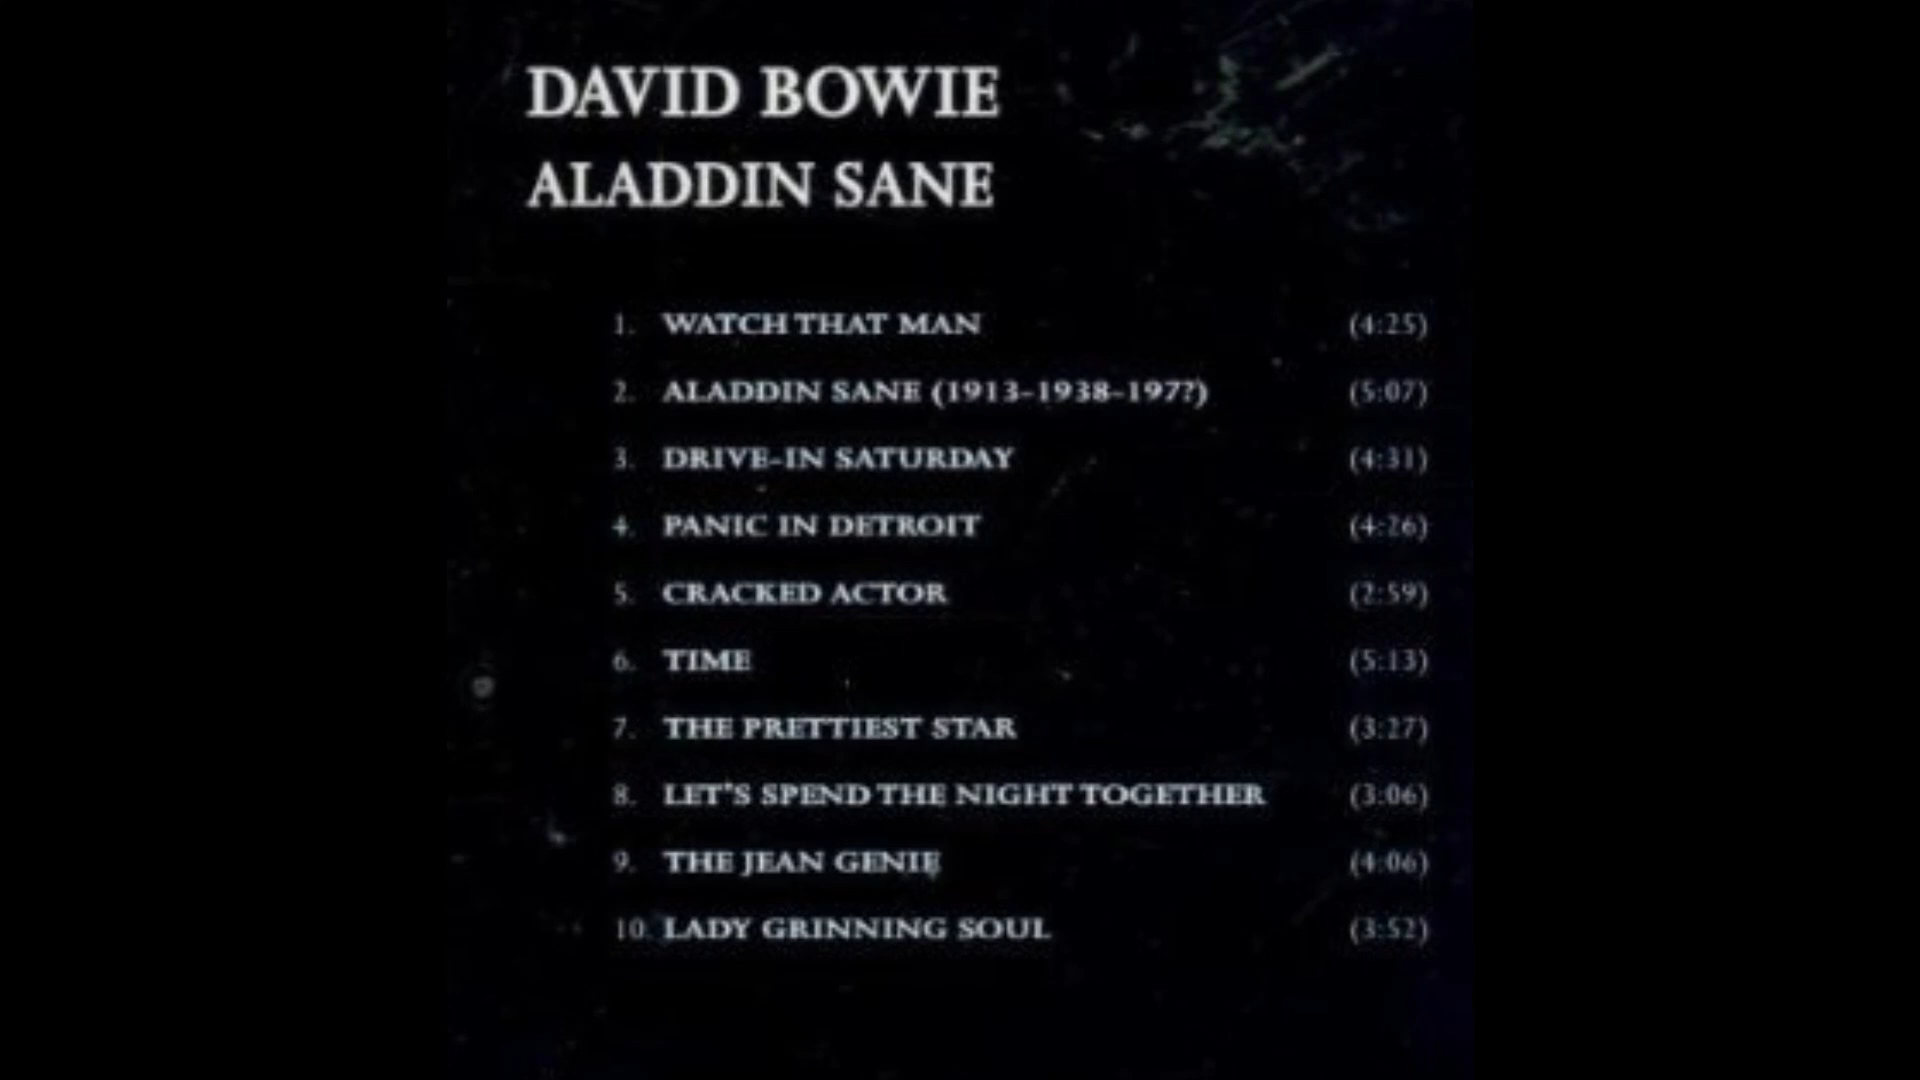 DAVID BOWIE
ALADDIN SANE
1. WATCH THAT MAN (4:25)
2. ALADDIN SANE (1913-1938-197?) (5:07)
3. DRIVE-IN SATURDAY (4:31)
4. PANIC IN DETROIT (4:26)
5. CRACKED ACTOR (2:59)
6. TIME (5:13)
7. THE PRETTIEST STAR (3:27)
8. LET'S SPEND THE NIGHT TOGETHER (3:06)
9. THE JEAN GENIE (4:06)
10. LADY GRINNING SOUL (3:52)